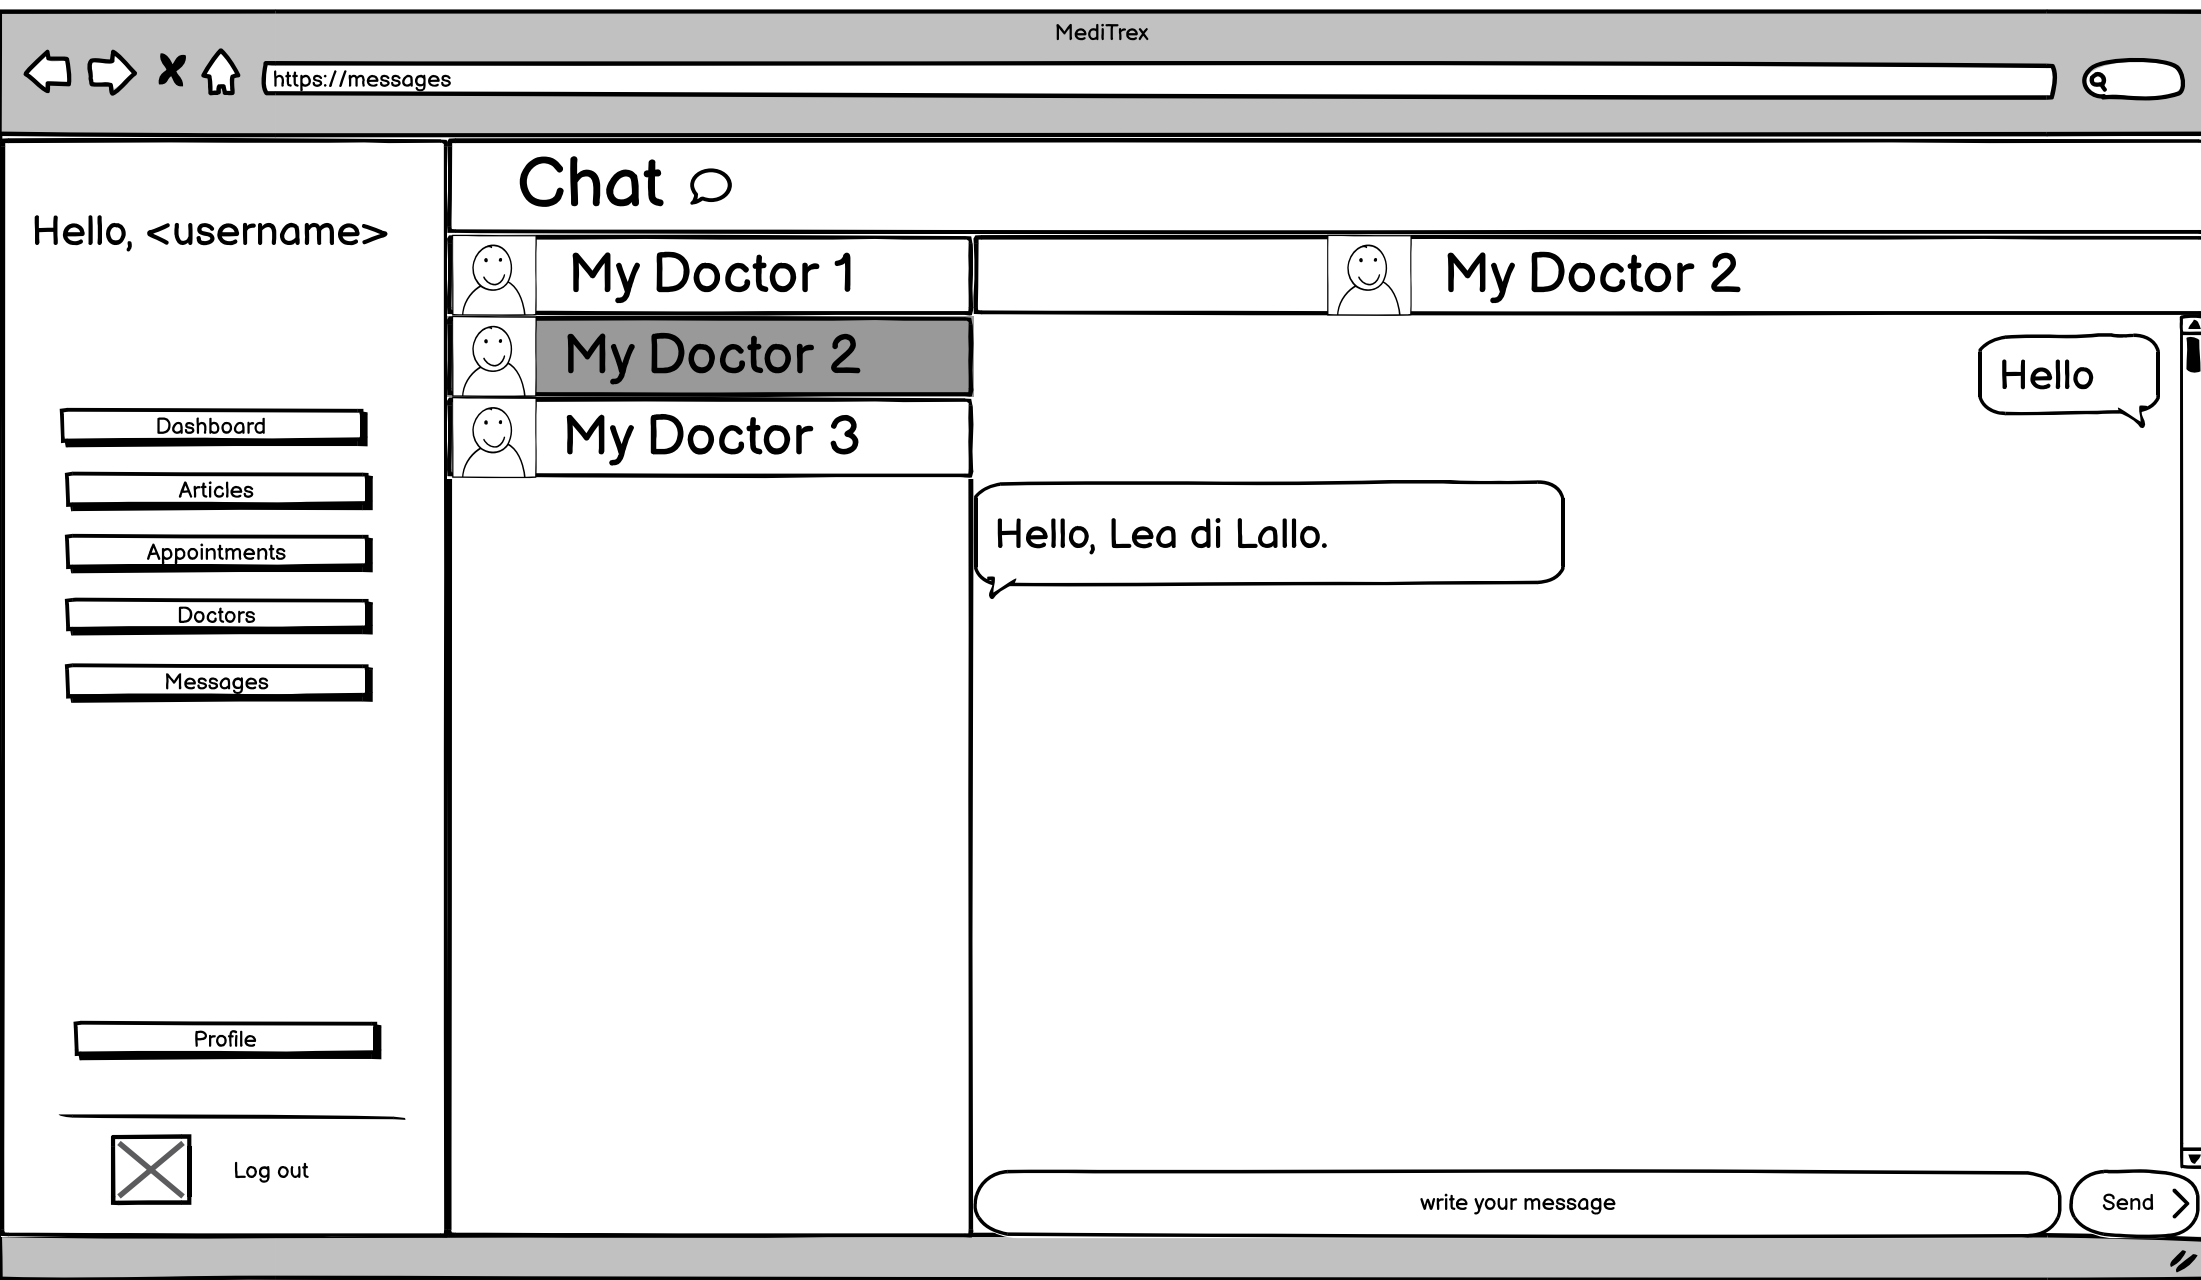 MediTrex
https://messages
Hello, <username>
Dashboard
Articles
Appointments
Doctors
Messages
Profile
Log out
Chat
My Doctor 1
My Doctor 2
My Doctor 3
My Doctor 2
Hello
Hello, Lea di Lallo.
write your message
Send